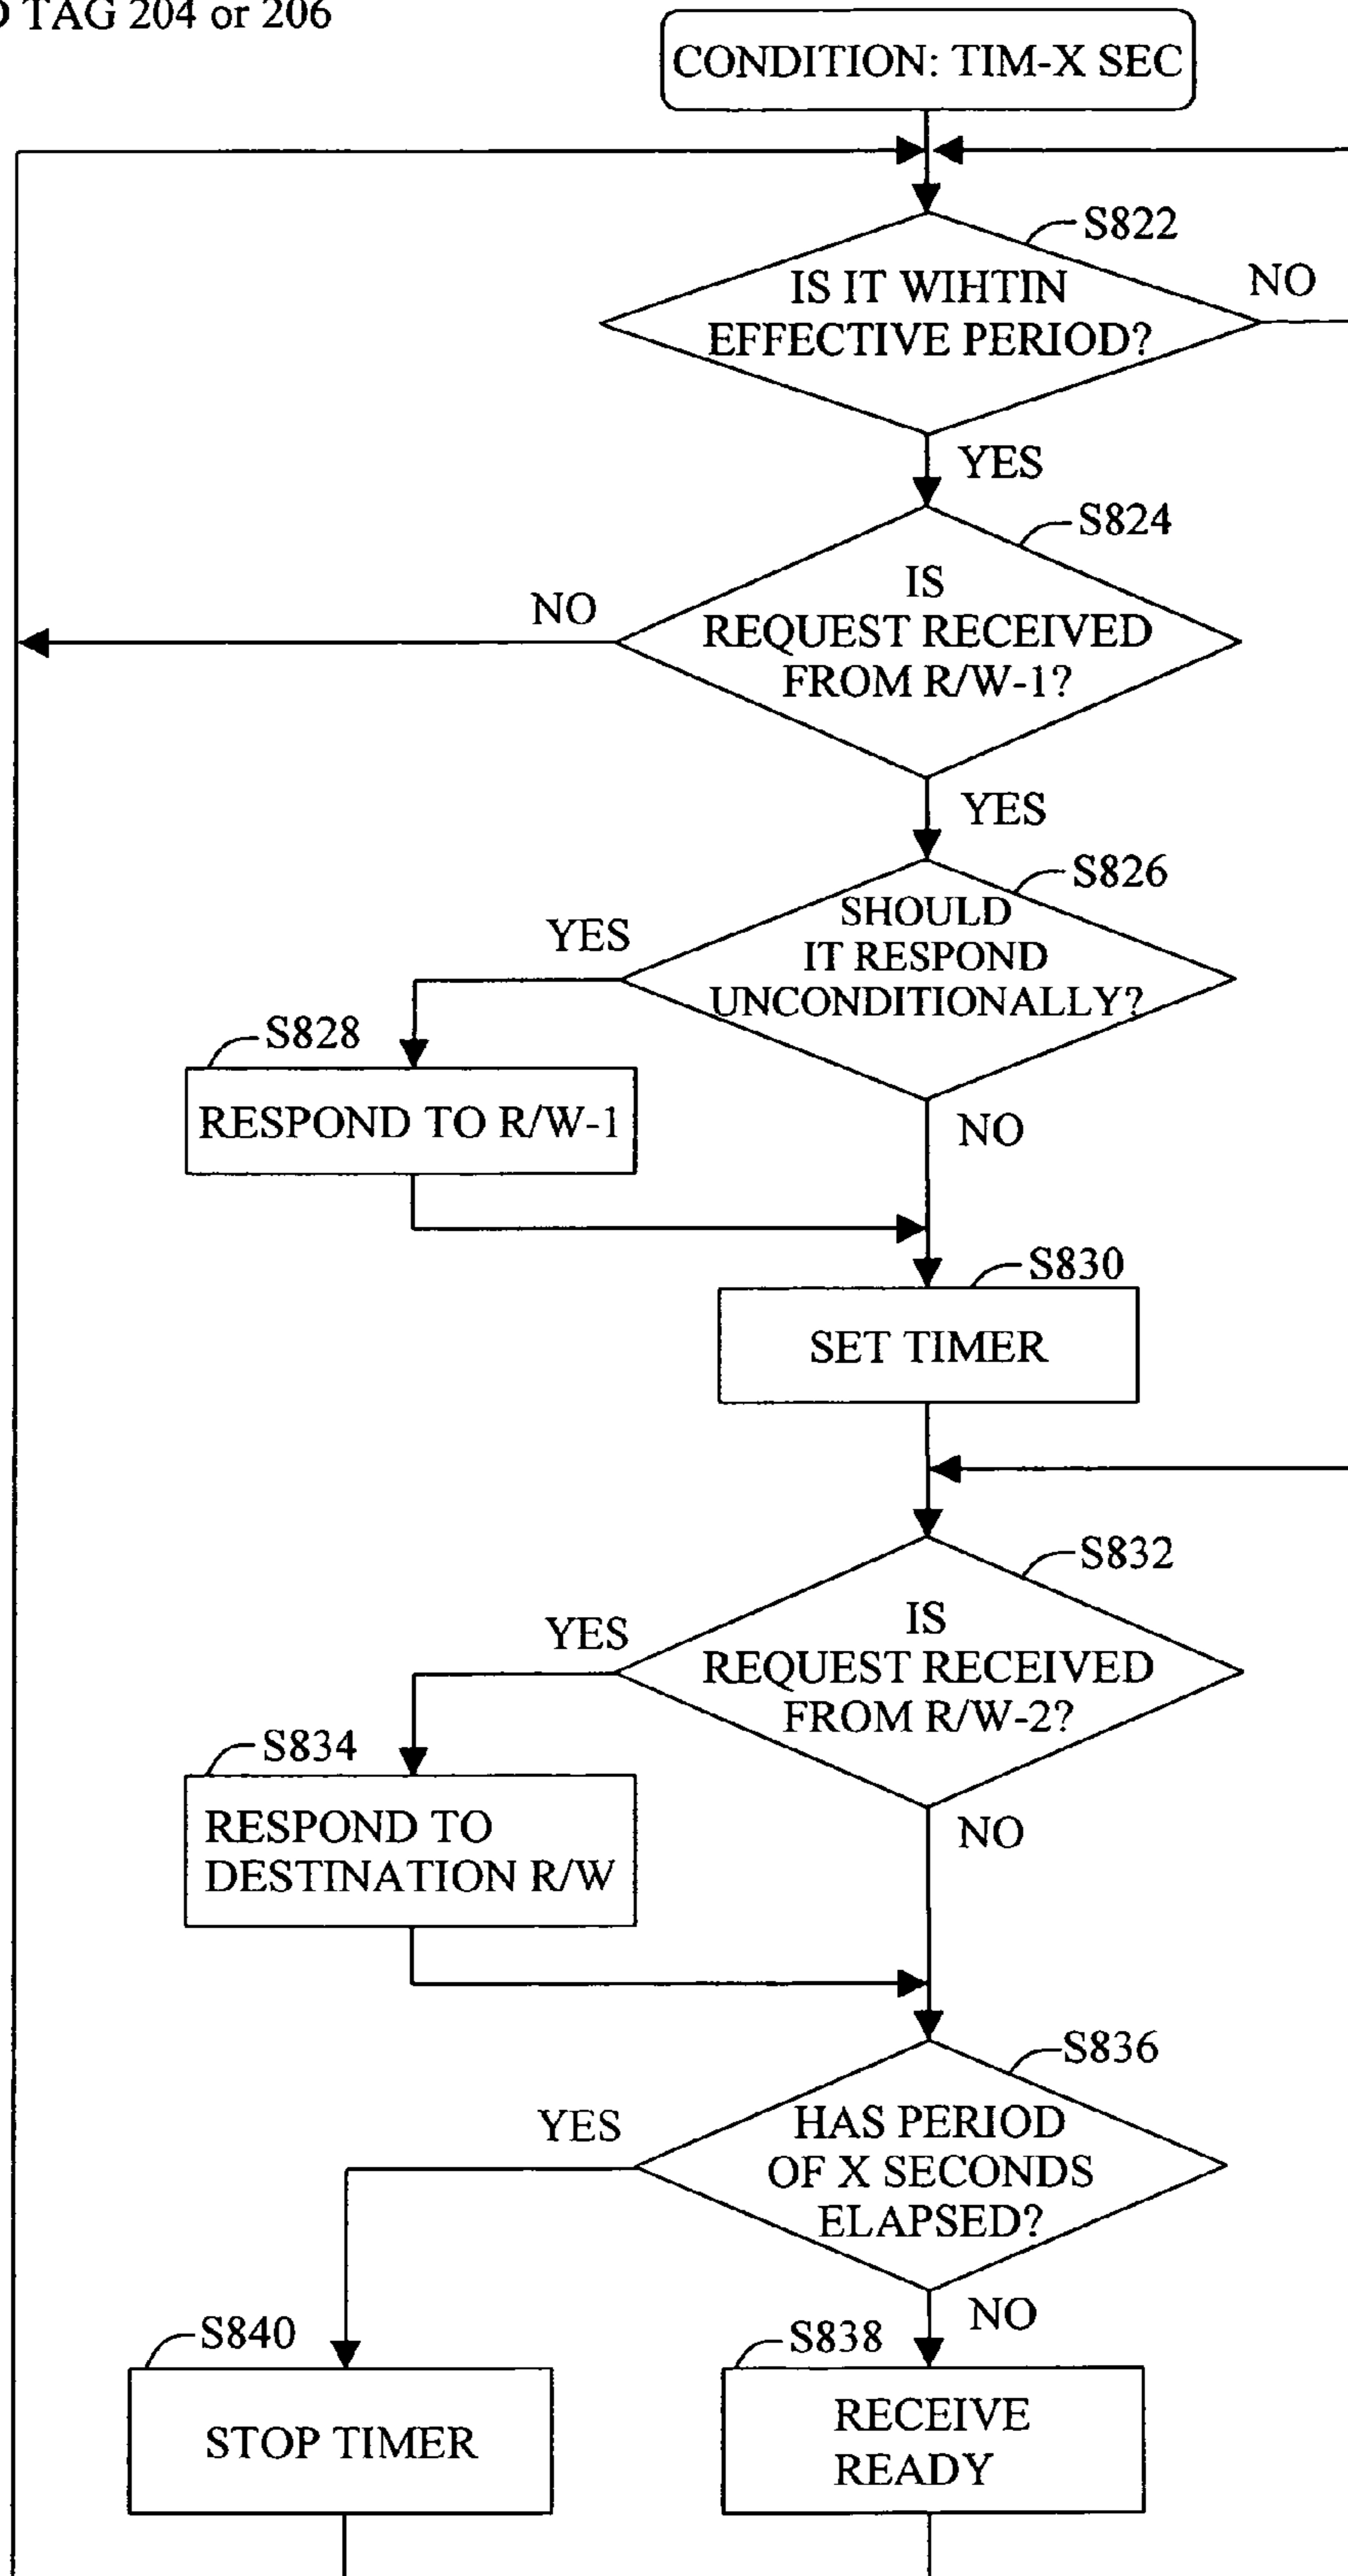 TAG 204 or 206
CONDITION: TIM-X SEC
S822
IS IT WIHTIN
EFFECTIVE PERIOD?
NO
YES
S824
IS
REQUEST RECEIVED
FROM R/W-1?
NO
YES
S826
SHOULD
IT RESPOND
UNCONDITIONALLY?
YES
S828
RESPOND TO R/W-1
NO
S830
SET TIMER
S832
IS
REQUEST RECEIVED
FROM R/W-2?
YES
S834
RESPOND TO
DESTINATION R/W
NO
S836
HAS PERIOD
OF X SECONDS
ELAPSED?
YES
NO
S840
STOP TIMER
S838
RECEIVE
READY